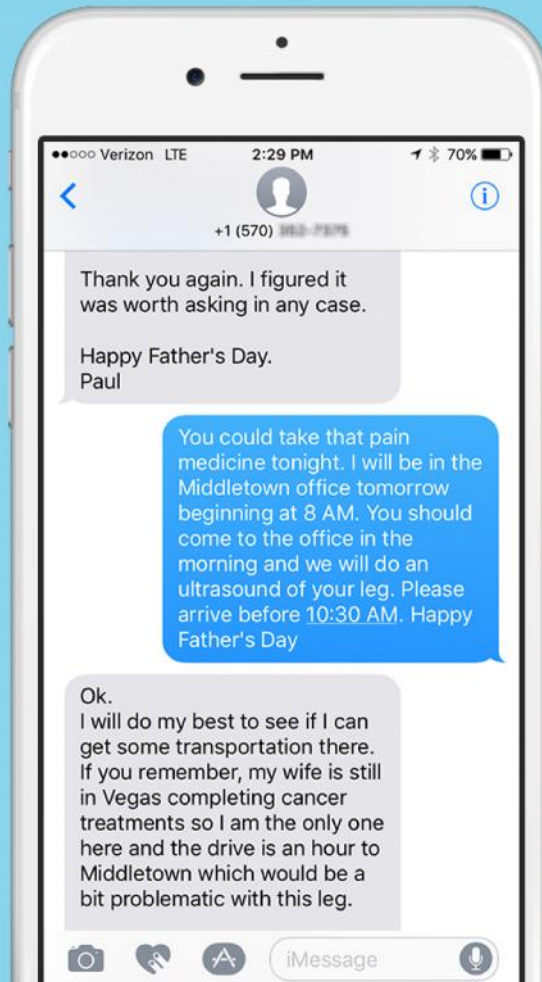 Verizon LTE 2:29 PM 70%
+1 (570)
Thank you again. I figured it
was worth asking in any case.
Happy Father's Day.
Paul
You could take that pain
medicine tonight. I will be in the
Middletown office tomorrow
beginning at 8 AM. You should
come to the office in the
morning and we will do an
ultrasound of your leg. Please
arrive before 10:30 AM. Happy
Father's Day
Ok.
I will do my best to see if I can
get some transportation there.
If you remember, my wife is still
in Vegas completing cancer
treatments so I am the only one
here and the drive is an hour to
Middletown which would be a
bit problematic with this leg.
iMessage